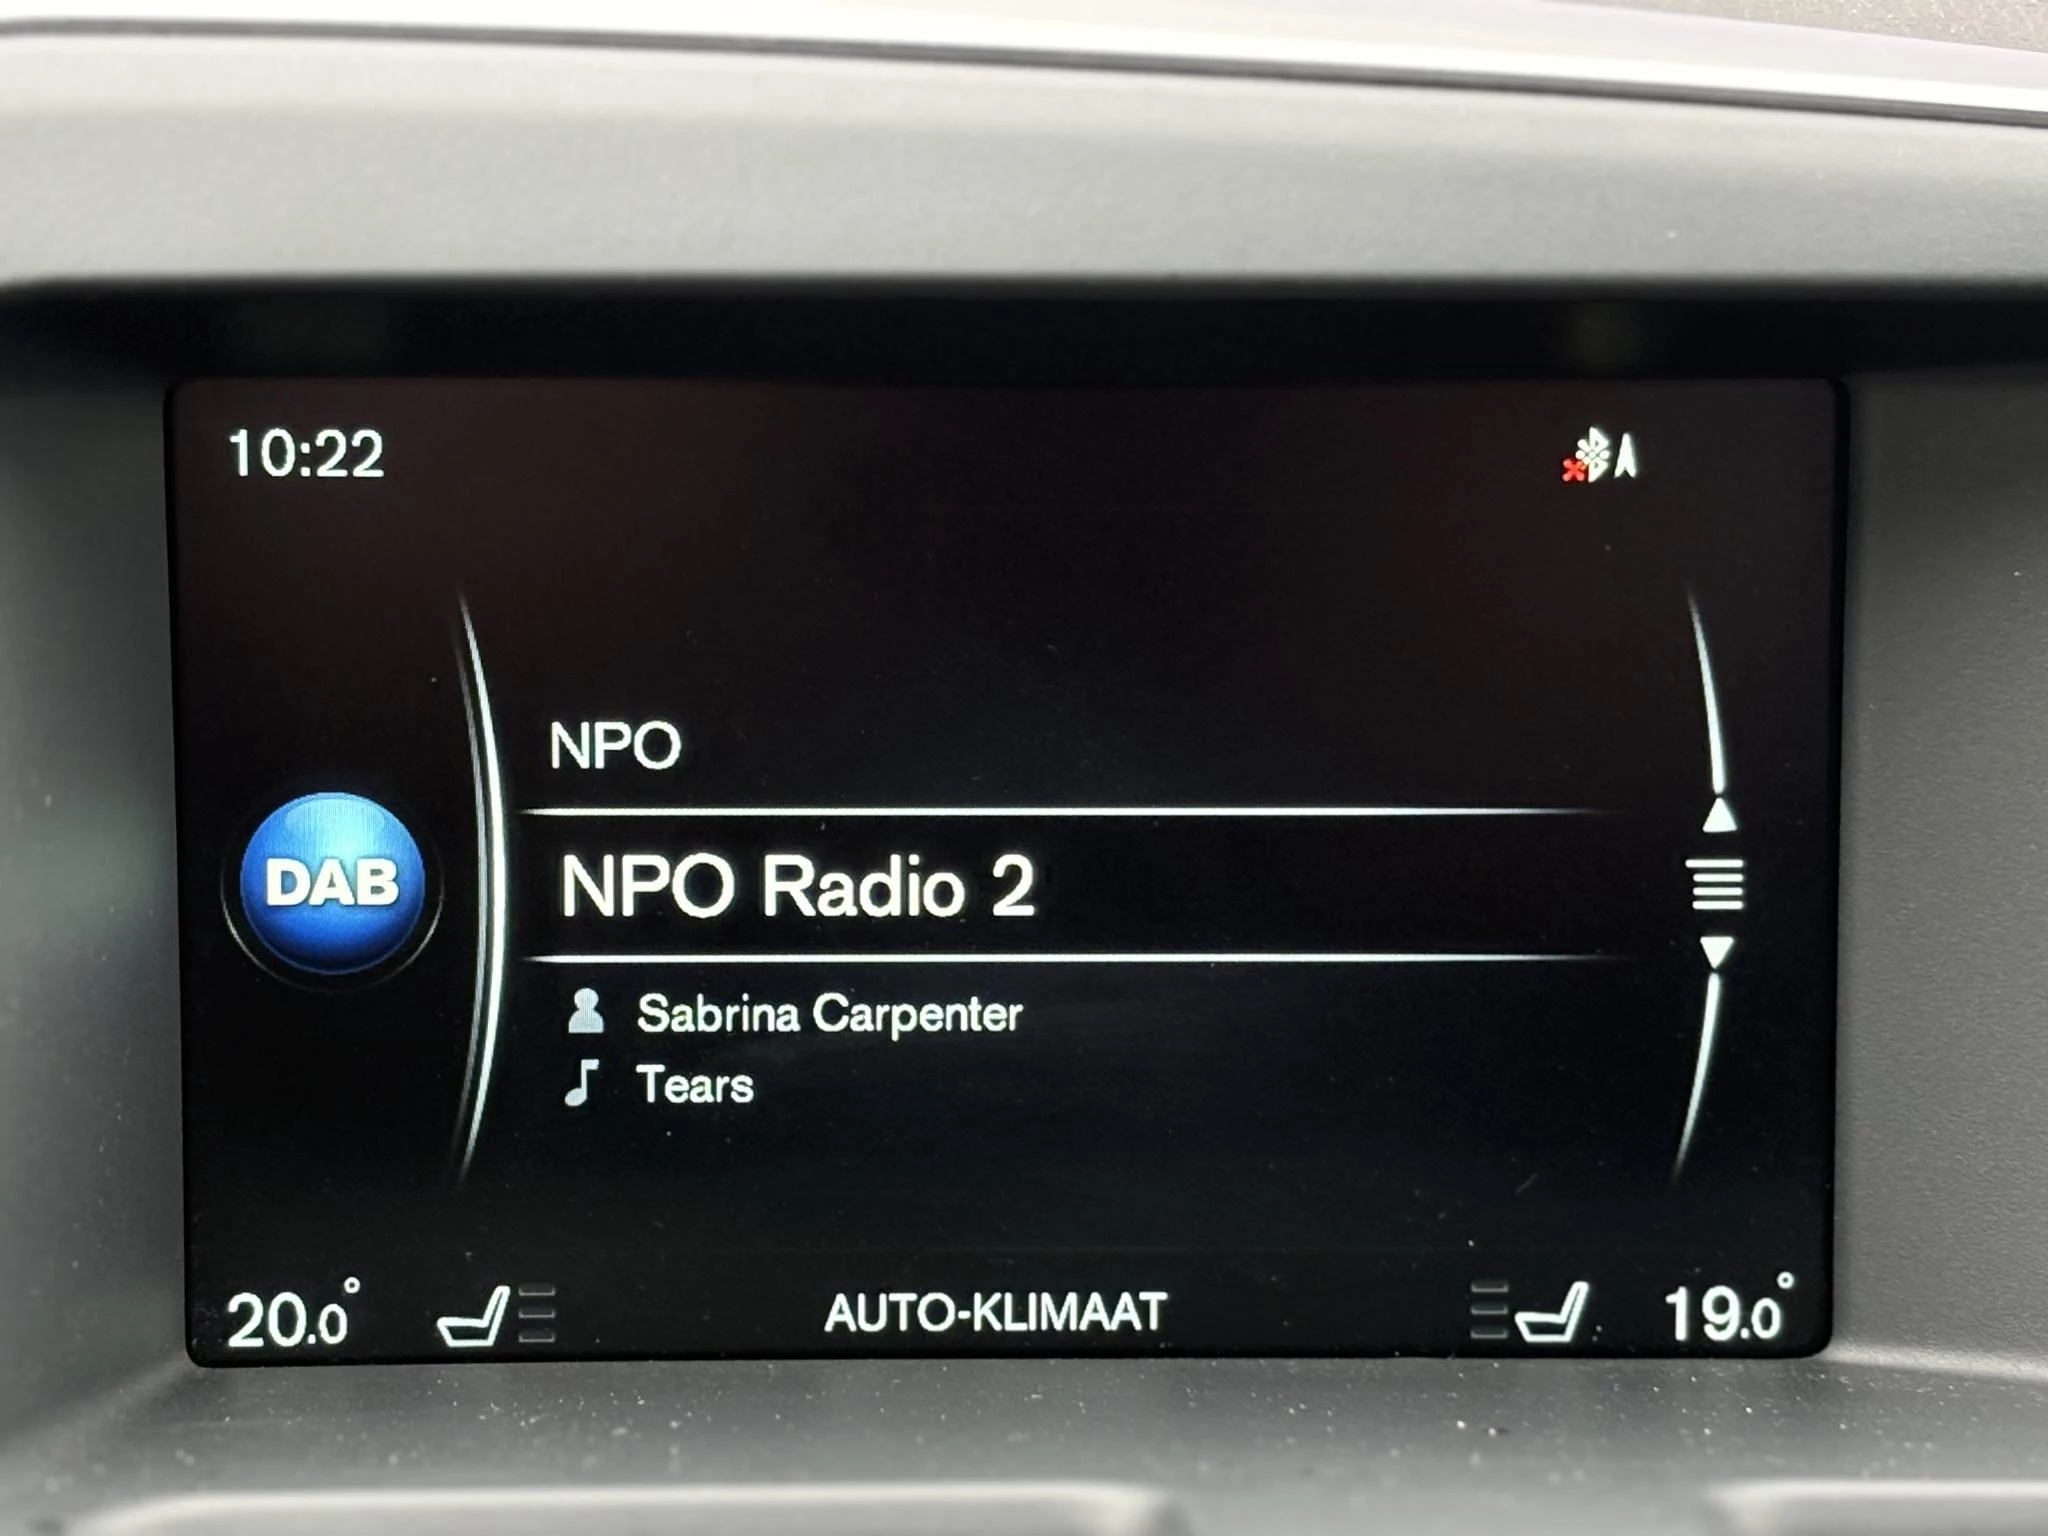 10:22
NPO
DAB
NPO Radio 2
Sabrina Carpenter
Tears
20.0°
AUTO-KLIMAAT
19.0°